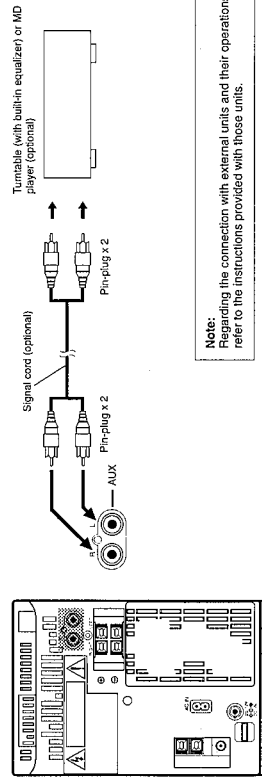 Turntable (with built-in equalizer) or MD
player (optional)
Signal cord (optional)
Pin-plug x 2
Pin-plug x 2
R
L
AUX
Note:
Regarding the connection with external units and their operations
refer to the instructions provided with those units.